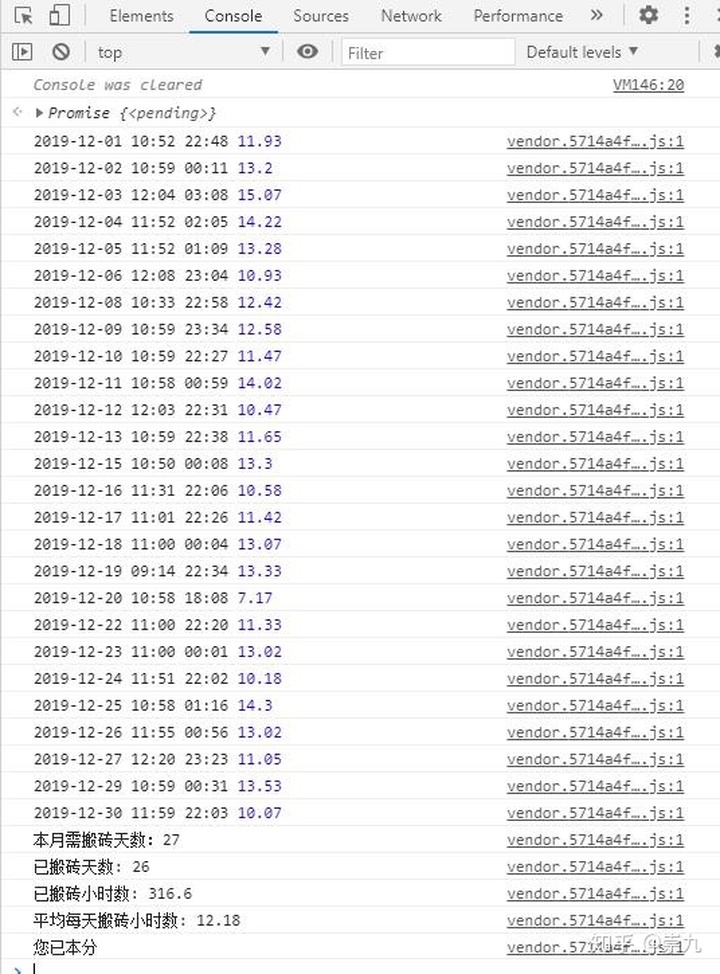 Elements Console Sources Network Performance »
top ▼ Filter Default levels ▼
Console was cleared VM146:20
Promise {<pending>}
2019-12-01 10:52 22:48 11.93 vendor.5714a4f….js:1
2019-12-02 10:59 00:11 13.2 vendor.5714a4f….js:1
2019-12-03 12:04 03:08 15.07 vendor.5714a4f….js:1
2019-12-04 11:52 02:05 14.22 vendor.5714a4f….js:1
2019-12-05 11:52 01:09 13.28 vendor.5714a4f….js:1
2019-12-06 12:08 23:04 10.93 vendor.5714a4f….js:1
2019-12-08 10:33 22:58 12.42 vendor.5714a4f….js:1
2019-12-09 10:59 23:34 12.58 vendor.5714a4f….js:1
2019-12-10 10:59 22:27 11.47 vendor.5714a4f….js:1
2019-12-11 10:58 00:59 14.02 vendor.5714a4f….js:1
2019-12-12 12:03 22:31 10.47 vendor.5714a4f….js:1
2019-12-13 10:59 22:38 11.65 vendor.5714a4f….js:1
2019-12-15 10:50 00:08 13.3 vendor.5714a4f….js:1
2019-12-16 11:31 22:06 10.58 vendor.5714a4f….js:1
2019-12-17 11:01 22:26 11.42 vendor.5714a4f….js:1
2019-12-18 11:00 00:04 13.07 vendor.5714a4f….js:1
2019-12-19 09:14 22:34 13.33 vendor.5714a4f….js:1
2019-12-20 10:58 18:08 7.17 vendor.5714a4f….js:1
2019-12-22 11:00 22:20 11.33 vendor.5714a4f….js:1
2019-12-23 11:00 00:01 13.02 vendor.5714a4f….js:1
2019-12-24 11:51 22:02 10.18 vendor.5714a4f….js:1
2019-12-25 10:58 01:16 14.3 vendor.5714a4f….js:1
2019-12-26 11:55 00:56 13.02 vendor.5714a4f….js:1
2019-12-27 12:20 23:23 11.05 vendor.5714a4f….js:1
2019-12-29 10:59 00:31 13.53 vendor.5714a4f….js:1
2019-12-30 11:59 22:03 10.07 vendor.5714a4f….js:1
本月需搬砖天数: 27 vendor.5714a4f….js:1
已搬砖天数: 26 vendor.5714a4f….js:1
已搬砖小时数: 316.6 vendor.5714a4f….js:1
平均每天搬砖小时数: 12.18 vendor.5714a4f….js:1
您已本分 vendor.5714a4f….js:1
知乎 @崇九